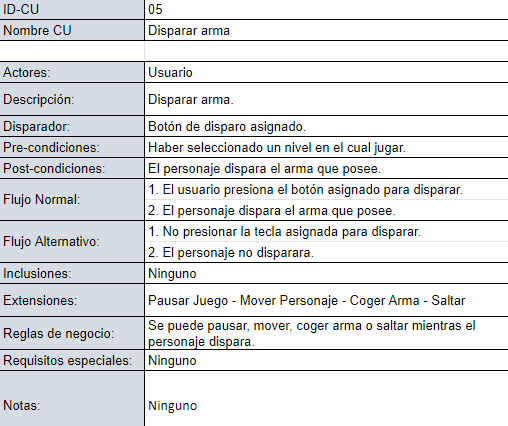 ID-CU 05
Nombre CU Disparar arma
Actores: Usuario
Descripción: Disparar arma.
Disparador: Botón de disparo asignado.
Pre-condiciones: Haber seleccionado un nivel en el cual jugar.
Post-condiciones: El personaje dispara el arma que posee.
Flujo Normal: 1. El usuario presiona el botón asignado para disparar.
2. El personaje dispara el arma que posee.
Flujo Alternativo: 1. No presionar la tecla asignada para disparar.
2. El personaje no disparara.
Inclusiones: Ninguno
Extensiones: Pausar Juego - Mover Personaje - Coger Arma - Saltar
Reglas de negocio: Se puede pausar, mover, coger arma o saltar mientras el
personaje dispara.
Requisitos especiales: Ninguno
Notas: Ninguno